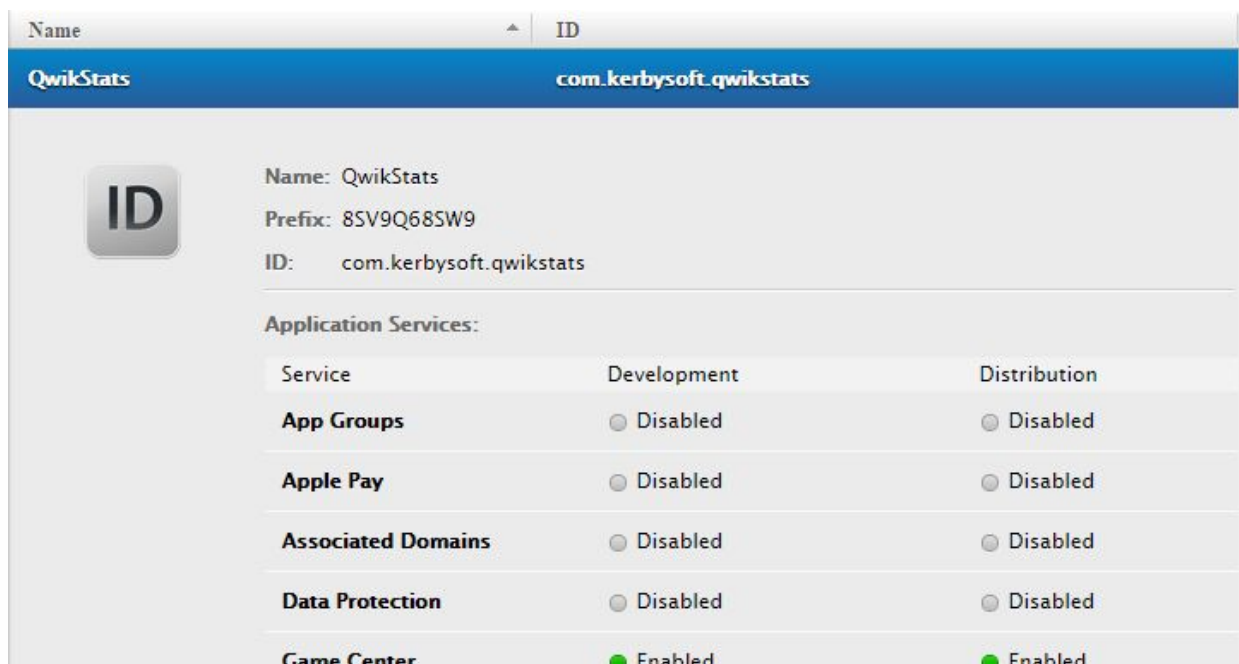 Name ID
QwikStats com.kerbysoft.qwikstats
ID
Name: QwikStats
Prefix: 8SV9Q68SW9
ID: com.kerbysoft.qwikstats
Application Services:
Service Development Distribution
App Groups Disabled Disabled
Apple Pay Disabled Disabled
Associated Domains Disabled Disabled
Data Protection Disabled Disabled
Game Center Enabled Enabled